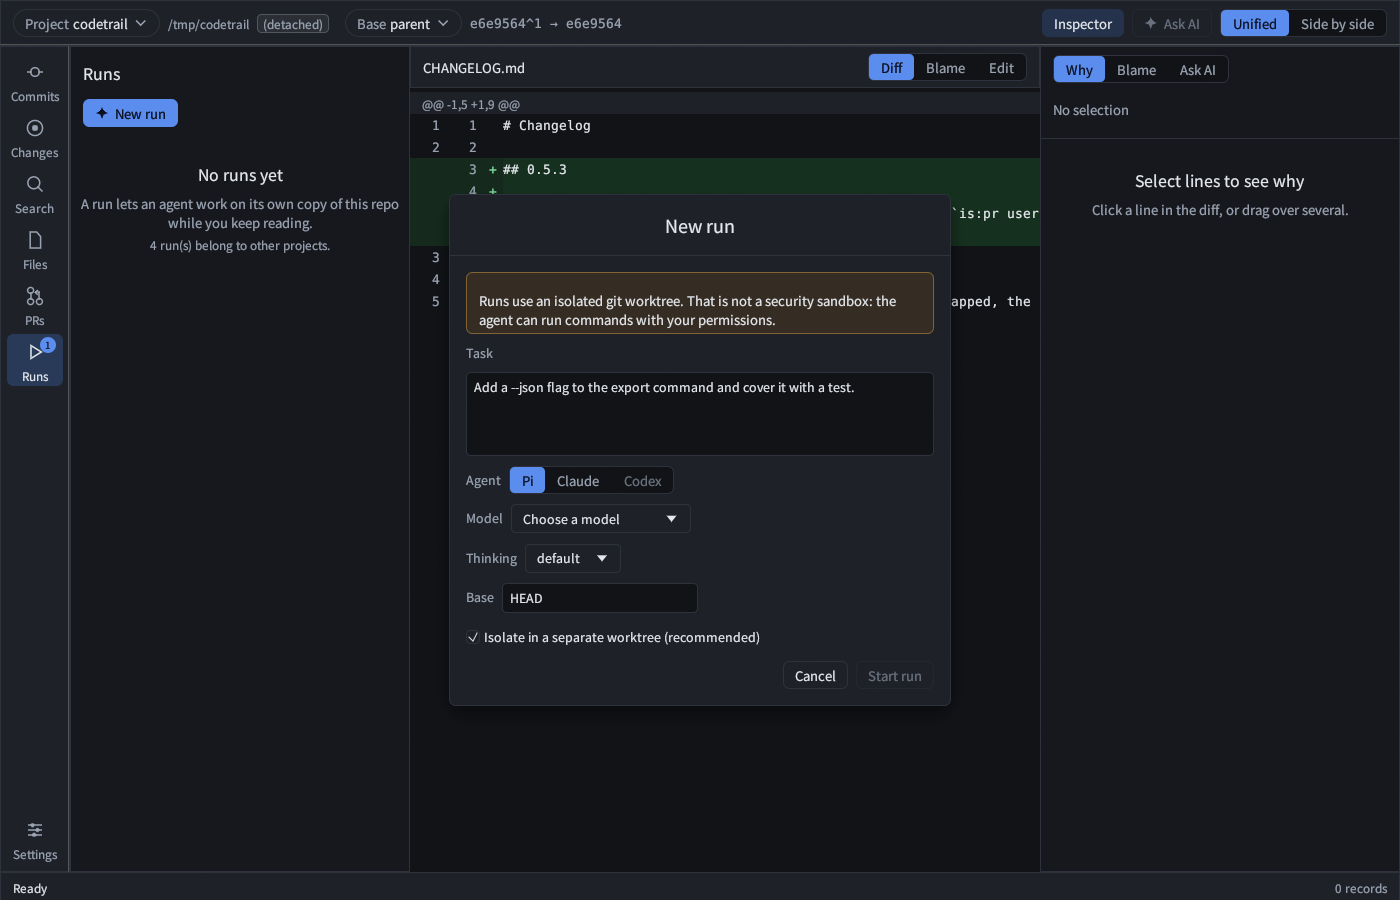 Project codetrail
/tmp/codetrail
(detached)
Base parent
e6e9564^1 → e6e9564
Inspector
Ask AI
Unified
Side by side
Commits
Changes
Search
Files
PRs
1
Runs
Settings
Runs
New run
No runs yet
A run lets an agent work on its own copy of this repo
while you keep reading.
4 run(s) belong to other projects.
CHANGELOG.md
Diff
Blame
Edit
@@ -1,5 +1,9 @@
1 1 # Changelog
2 2
3 + ## 0.5.3
4 +
`is:pr user
3
4
5 apped, the
New run
Runs use an isolated git worktree. That is not a security sandbox: the
agent can run commands with your permissions.
Task
Add a --json flag to the export command and cover it with a test.
Agent
Pi
Claude
Codex
Model
Choose a model
Thinking
default
Base
HEAD
Isolate in a separate worktree (recommended)
Cancel
Start run
Why
Blame
Ask AI
No selection
Select lines to see why
Click a line in the diff, or drag over several.
Ready
0 records